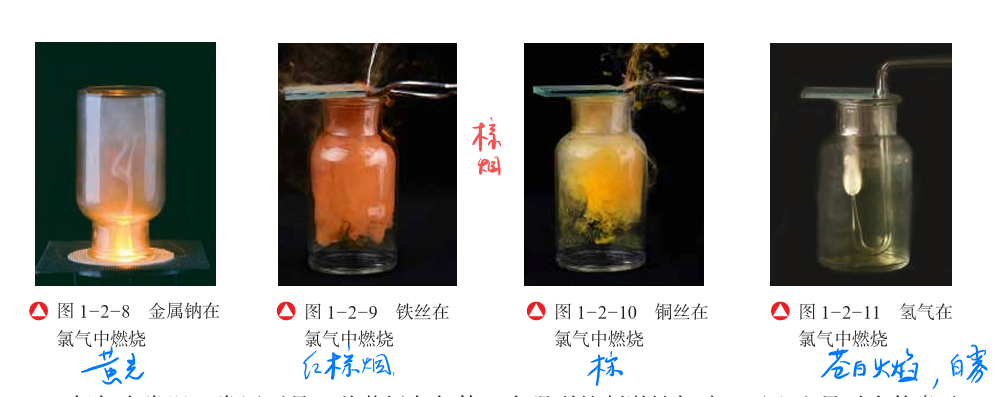 棕
烟
图1-2-8 金属钠在
氯气中燃烧
黄光
图1-2-9 铁丝在
氯气中燃烧
红棕烟
图1-2-10 铜丝在
氯气中燃烧
棕
图1-2-11 氢气在
氯气中燃烧
苍白火焰，白雾